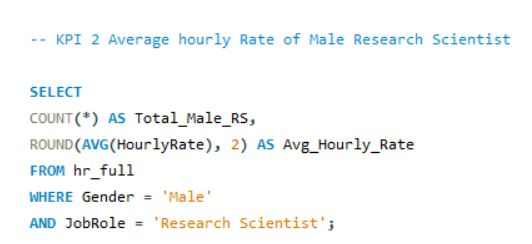 -- KPI 2 Average hourly Rate of Male Research Scientist
SELECT
COUNT(*) AS Total_Male_RS,
ROUND(AVG(HourlyRate), 2) AS Avg_Hourly_Rate
FROM hr_full
WHERE Gender = 'Male'
AND JobRole = 'Research Scientist';